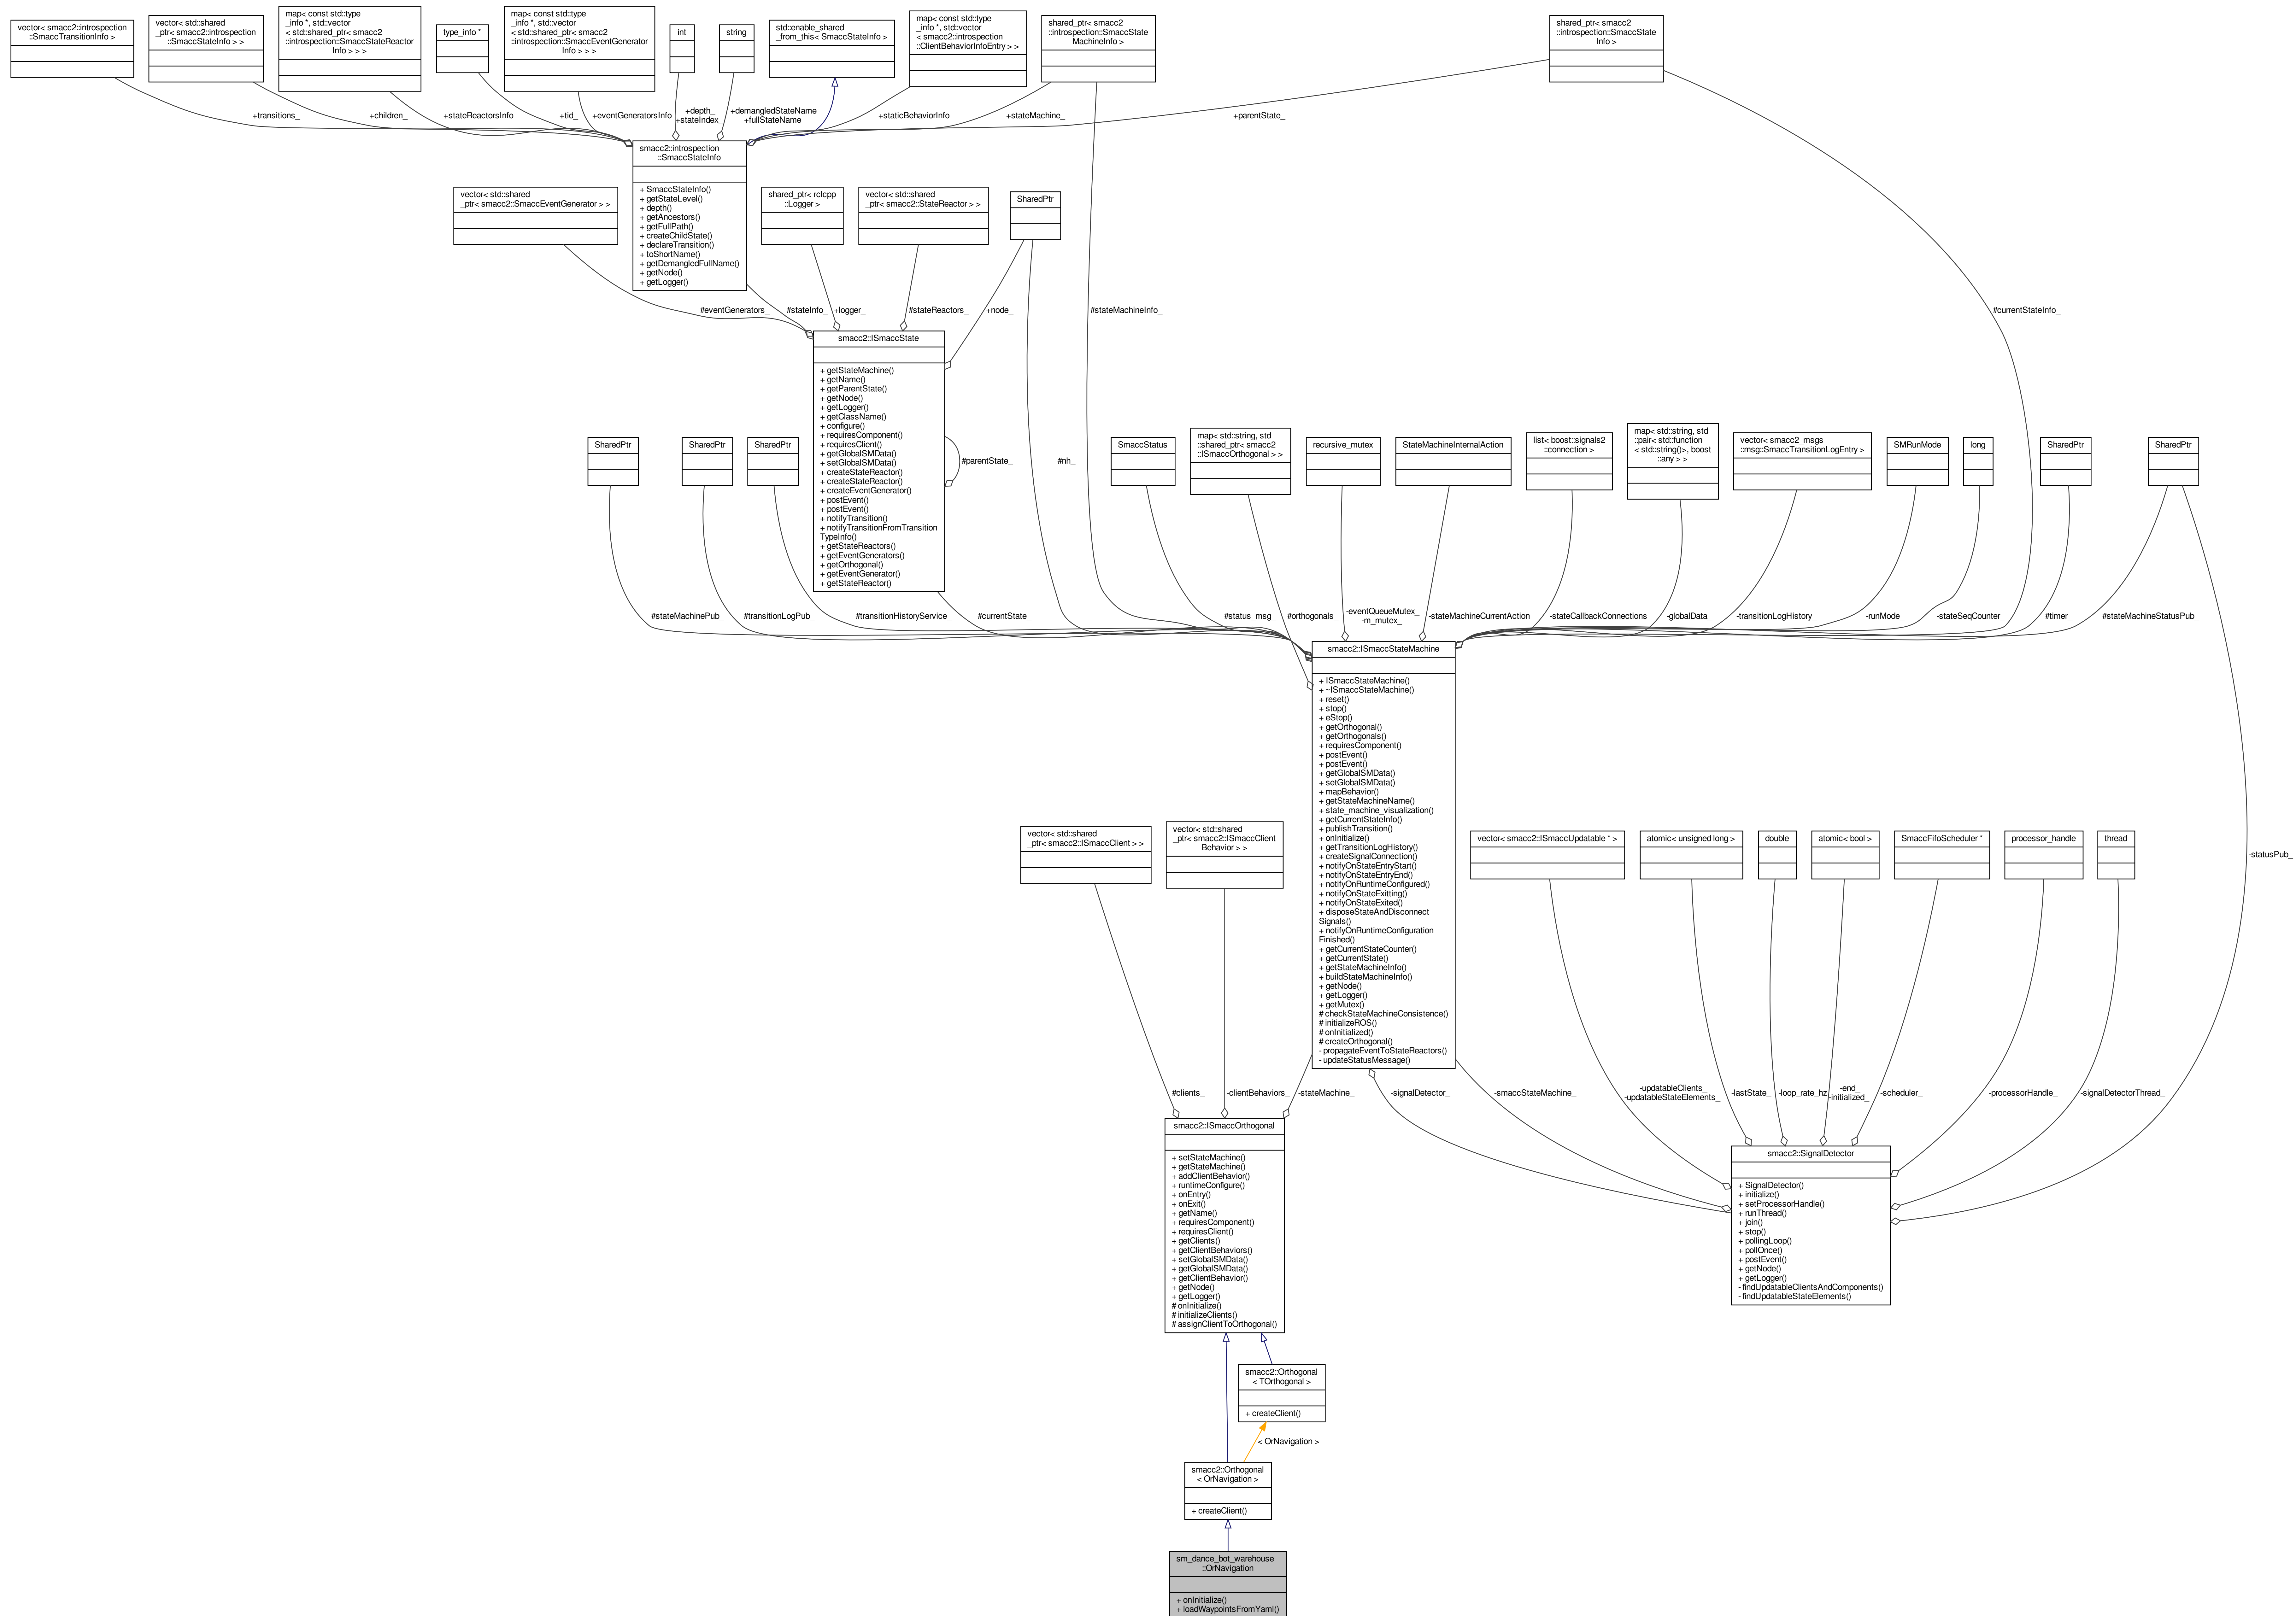 vector< smacc2::introspection
::SmaccTransitionInfo >
vector< std::shared
_ptr< smacc2::introspection
::SmaccStateInfo > >
map< const std::type
_info *, std::vector
< std::shared_ptr< smacc2
::introspection::SmaccStateReactor
Info > > >
type_info *
map< const std::type
_info *, std::vector
< std::shared_ptr< smacc2
::introspection::SmaccEventGenerator
Info > > >
int
string
std::enable_shared
_from_this< SmaccStateInfo >
map< const std::type
_info *, std::vector
< smacc2::introspection
::ClientBehaviorInfoEntry > >
shared_ptr< smacc2
::introspection::SmaccState
MachineInfo >
shared_ptr< smacc2
::introspection::SmaccState
Info >
+transitions_
+children_
+stateReactorsInfo
+tid_
+eventGeneratorsInfo
+depth_
+stateIndex_
+demangledStateName
+fullStateName
+staticBehaviorInfo
+stateMachine_
+parentState_
smacc2::introspection
::SmaccStateInfo
+ SmaccStateInfo()
+ getStateLevel()
+ depth()
+ getAncestors()
+ getFullPath()
+ createChildState()
+ declareTransition()
+ toShortName()
+ getDemangledFullName()
+ getNode()
+ getLogger()
vector< std::shared
_ptr< smacc2::SmaccEventGenerator > >
shared_ptr< rclcpp
::Logger >
vector< std::shared
_ptr< smacc2::StateReactor > >
SharedPtr
#eventGenerators_
#stateInfo_
+logger_
#stateReactors_
+node_
#stateMachineInfo_
#currentStateInfo_
smacc2::ISmaccState
+ getStateMachine()
+ getName()
+ getParentState()
+ getNode()
+ getLogger()
+ getClassName()
+ configure()
+ requiresComponent()
+ requiresClient()
+ getGlobalSMData()
+ setGlobalSMData()
+ createStateReactor()
+ createStateReactor()
+ createEventGenerator()
+ postEvent()
+ postEvent()
+ notifyTransition()
+ notifyTransitionFromTransition
TypeInfo()
+ getStateReactors()
+ getEventGenerators()
+ getOrthogonal()
+ getEventGenerator()
+ getStateReactor()
#parentState_
#nh_
SharedPtr
SharedPtr
SharedPtr
SmaccStatus
map< std::string, std
::shared_ptr< smacc2
::ISmaccOrthogonal > >
recursive_mutex
StateMachineInternalAction
list< boost::signals2
::connection >
map< std::string, std
::pair< std::function
< std::string()>, boost
::any > >
vector< smacc2_msgs
::msg::SmaccTransitionLogEntry >
SMRunMode
long
SharedPtr
SharedPtr
#stateMachinePub_
#transitionLogPub_
#transitionHistoryService_
#currentState_
#status_msg_
#orthogonals_
-eventQueueMutex_
-m_mutex_
-stateMachineCurrentAction
-stateCallbackConnections
-globalData_
-transitionLogHistory_
-runMode_
-stateSeqCounter_
#timer_
#stateMachineStatusPub_
smacc2::ISmaccStateMachine
+ ISmaccStateMachine()
+ ~ISmaccStateMachine()
+ reset()
+ stop()
+ eStop()
+ getOrthogonal()
+ getOrthogonals()
+ requiresComponent()
+ postEvent()
+ postEvent()
+ getGlobalSMData()
+ setGlobalSMData()
+ mapBehavior()
+ getStateMachineName()
+ state_machine_visualization()
+ getCurrentStateInfo()
+ publishTransition()
+ onInitialize()
+ getTransitionLogHistory()
+ createSignalConnection()
+ notifyOnStateEntryStart()
+ notifyOnStateEntryEnd()
+ notifyOnRuntimeConfigured()
+ notifyOnStateExitting()
+ notifyOnStateExited()
+ disposeStateAndDisconnect
Signals()
+ notifyOnRuntimeConfiguration
Finished()
+ getCurrentStateCounter()
+ getCurrentState()
+ getStateMachineInfo()
+ buildStateMachineInfo()
+ getNode()
+ getLogger()
+ getMutex()
# checkStateMachineConsistence()
# initializeROS()
# onInitialized()
# createOrthogonal()
- propagateEventToStateReactors()
- updateStatusMessage()
vector< std::shared
_ptr< smacc2::ISmaccClient > >
vector< std::shared
_ptr< smacc2::ISmaccClient
Behavior > >
vector< smacc2::ISmaccUpdatable * >
atomic< unsigned long >
double
atomic< bool >
SmaccFifoScheduler *
processor_handle
thread
-statusPub_
#clients_
-clientBehaviors_
-stateMachine_
-signalDetector_
-smaccStateMachine_
-updatableClients_
-updatableStateElements_
-lastState_
-loop_rate_hz
-end_
-initialized_
-scheduler_
-processorHandle_
-signalDetectorThread_
smacc2::ISmaccOrthogonal
+ setStateMachine()
+ getStateMachine()
+ addClientBehavior()
+ runtimeConfigure()
+ onEntry()
+ onExit()
+ getName()
+ requiresComponent()
+ requiresClient()
+ getClients()
+ getClientBehaviors()
+ setGlobalSMData()
+ getGlobalSMData()
+ getClientBehavior()
+ getNode()
+ getLogger()
# onInitialize()
# initializeClients()
# assignClientToOrthogonal()
smacc2::SignalDetector
+ SignalDetector()
+ initialize()
+ setProcessorHandle()
+ runThread()
+ join()
+ stop()
+ pollingLoop()
+ pollOnce()
+ postEvent()
+ getNode()
+ getLogger()
- findUpdatableClientsAndComponents()
- findUpdatableStateElements()
smacc2::Orthogonal
< TOrthogonal >
+ createClient()
< OrNavigation >
smacc2::Orthogonal
< OrNavigation >
+ createClient()
sm_dance_bot_warehouse
::OrNavigation
+ onInitialize()
+ loadWaypointsFromYaml()